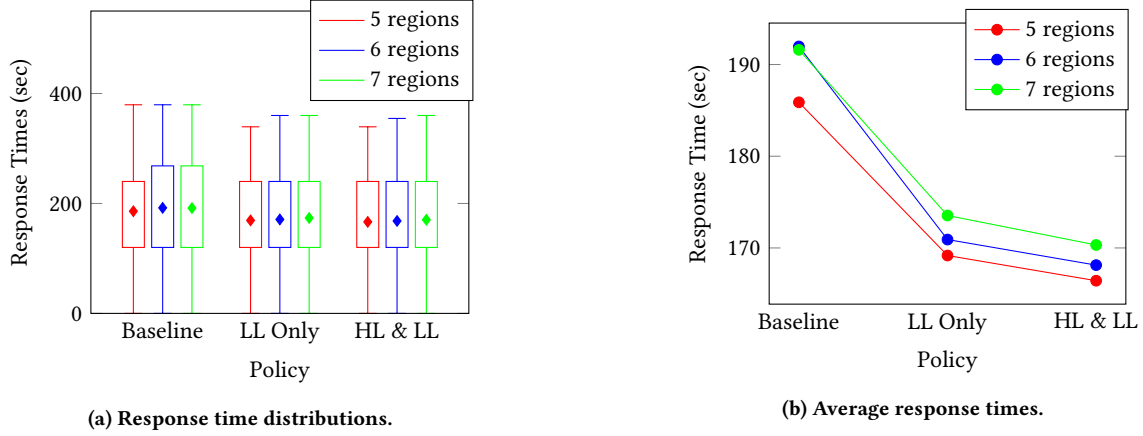 5 regions
6 regions
7 regions
400
200
0
Response Times (sec)
Baseline
LL Only
HL & LL
Policy
(a) Response time distributions.
5 regions
6 regions
7 regions
190
180
170
Response Time (sec)
Baseline
LL Only
HL & LL
Policy
(b) Average response times.